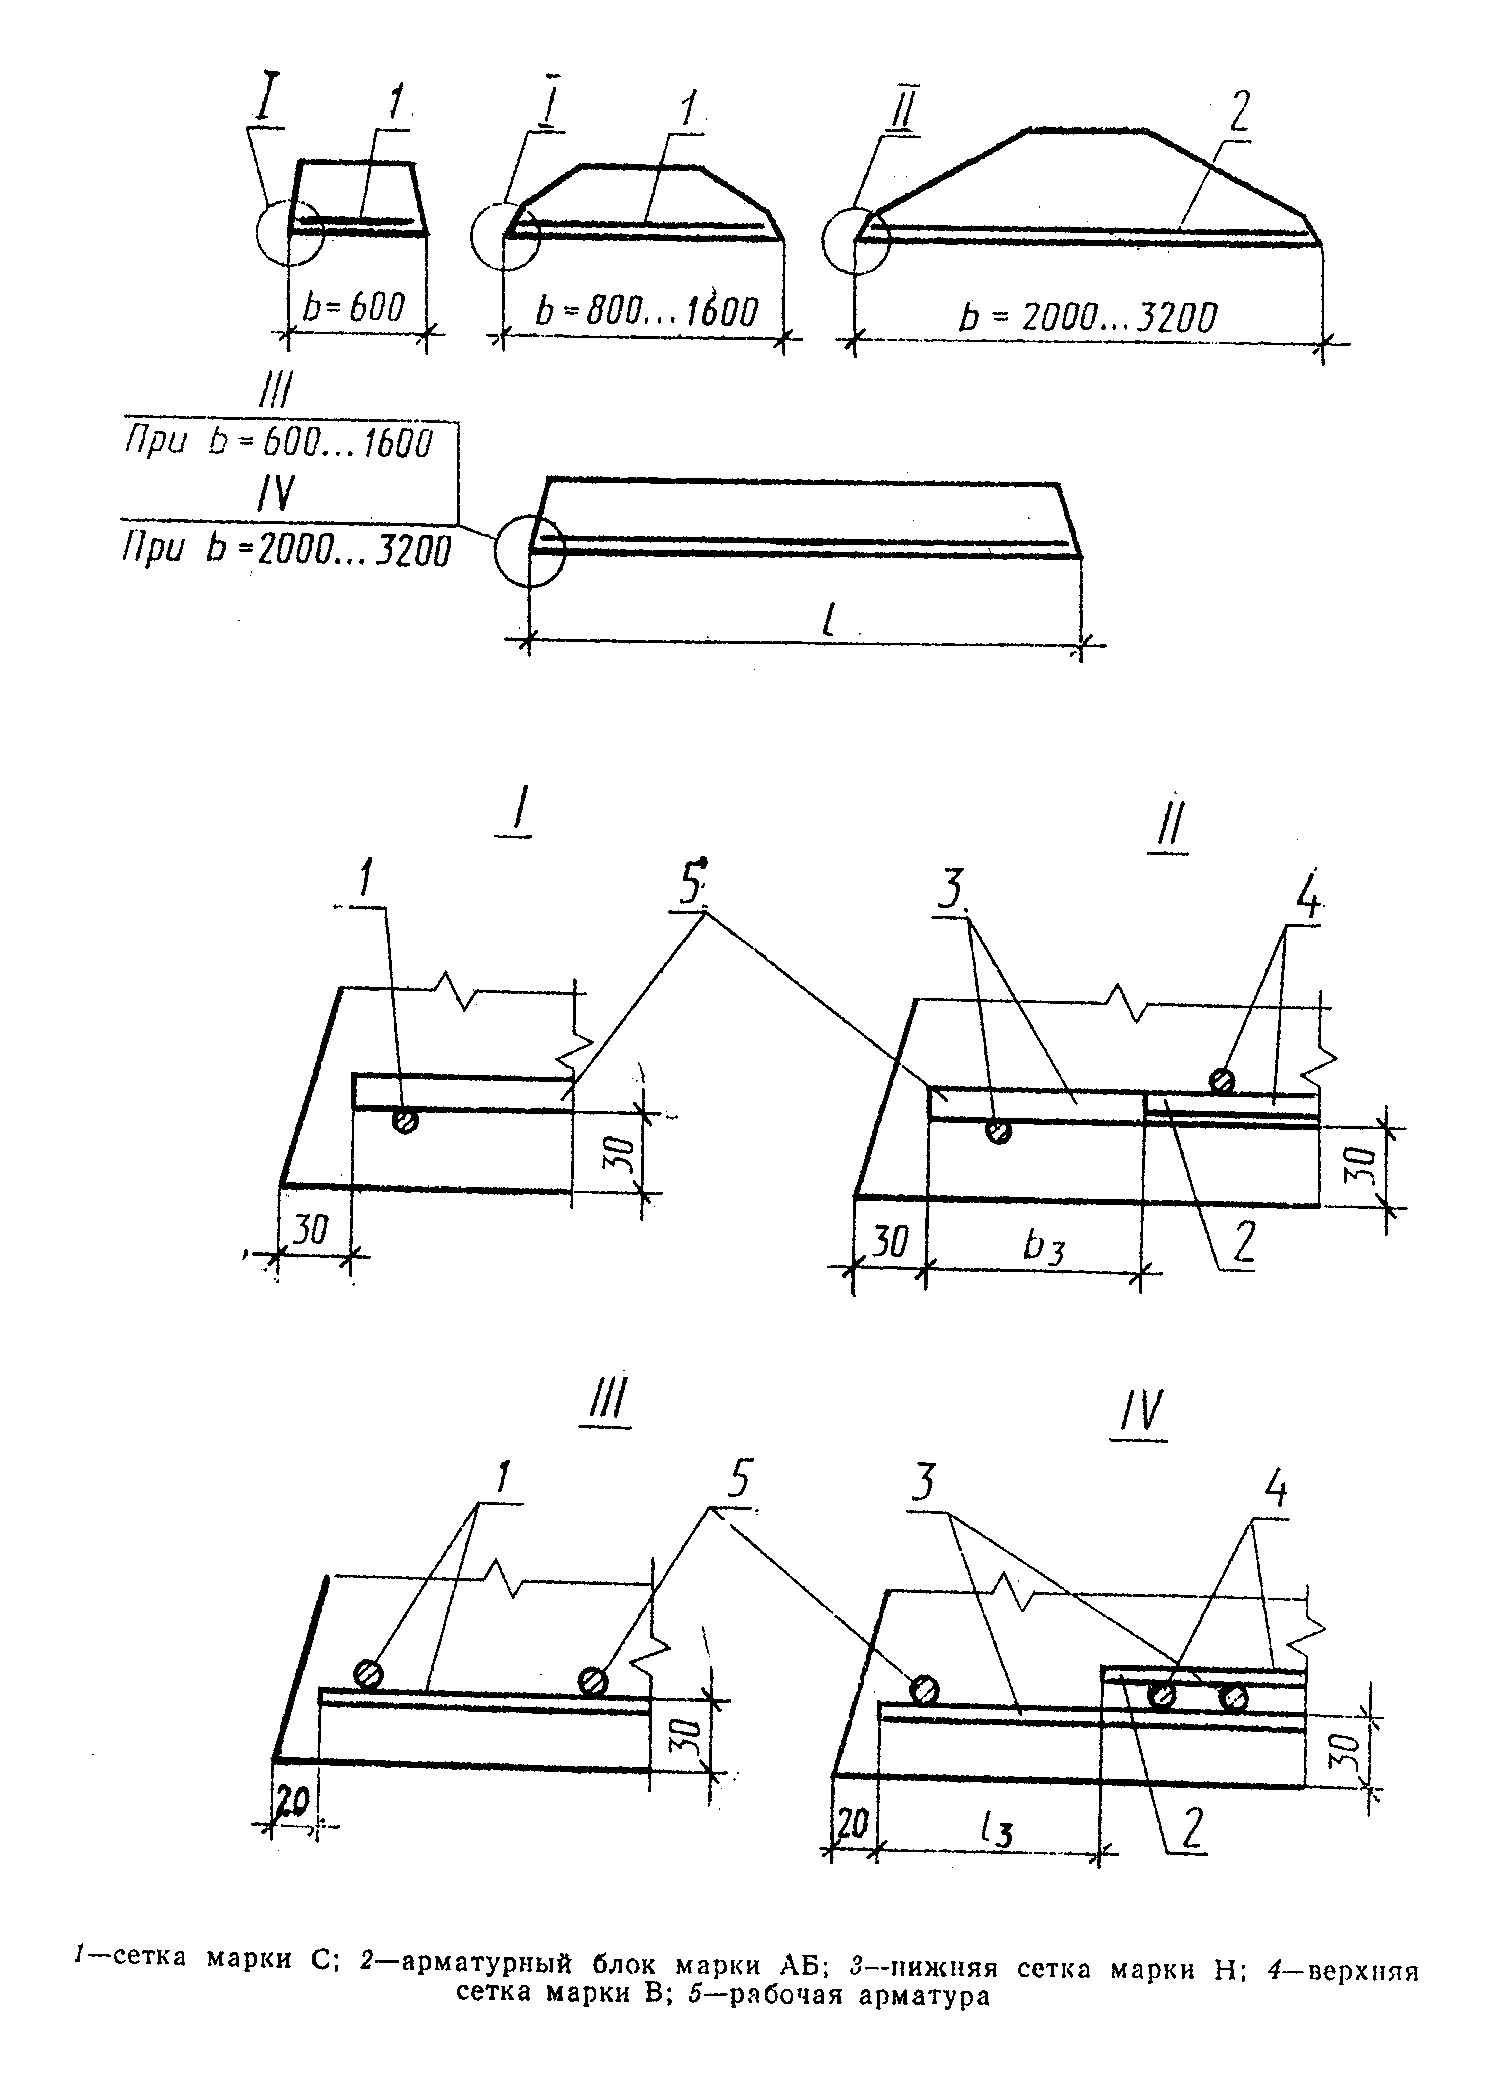 I 1 I 1 II 2
b=600 b=800...1600 b=2000...3200
III
При b=600...1600
IV
При b=2000...3200
l
I II
1 5 3 4
30 30
30 30 b3 2
III IV
1 5 3 4
30 30
20 20 l3 2
1—сетка марки С; 2—арматурный блок марки АБ; 3—нижняя сетка марки Н; 4—верхняя
сетка марки В; 5—рабочая арматура